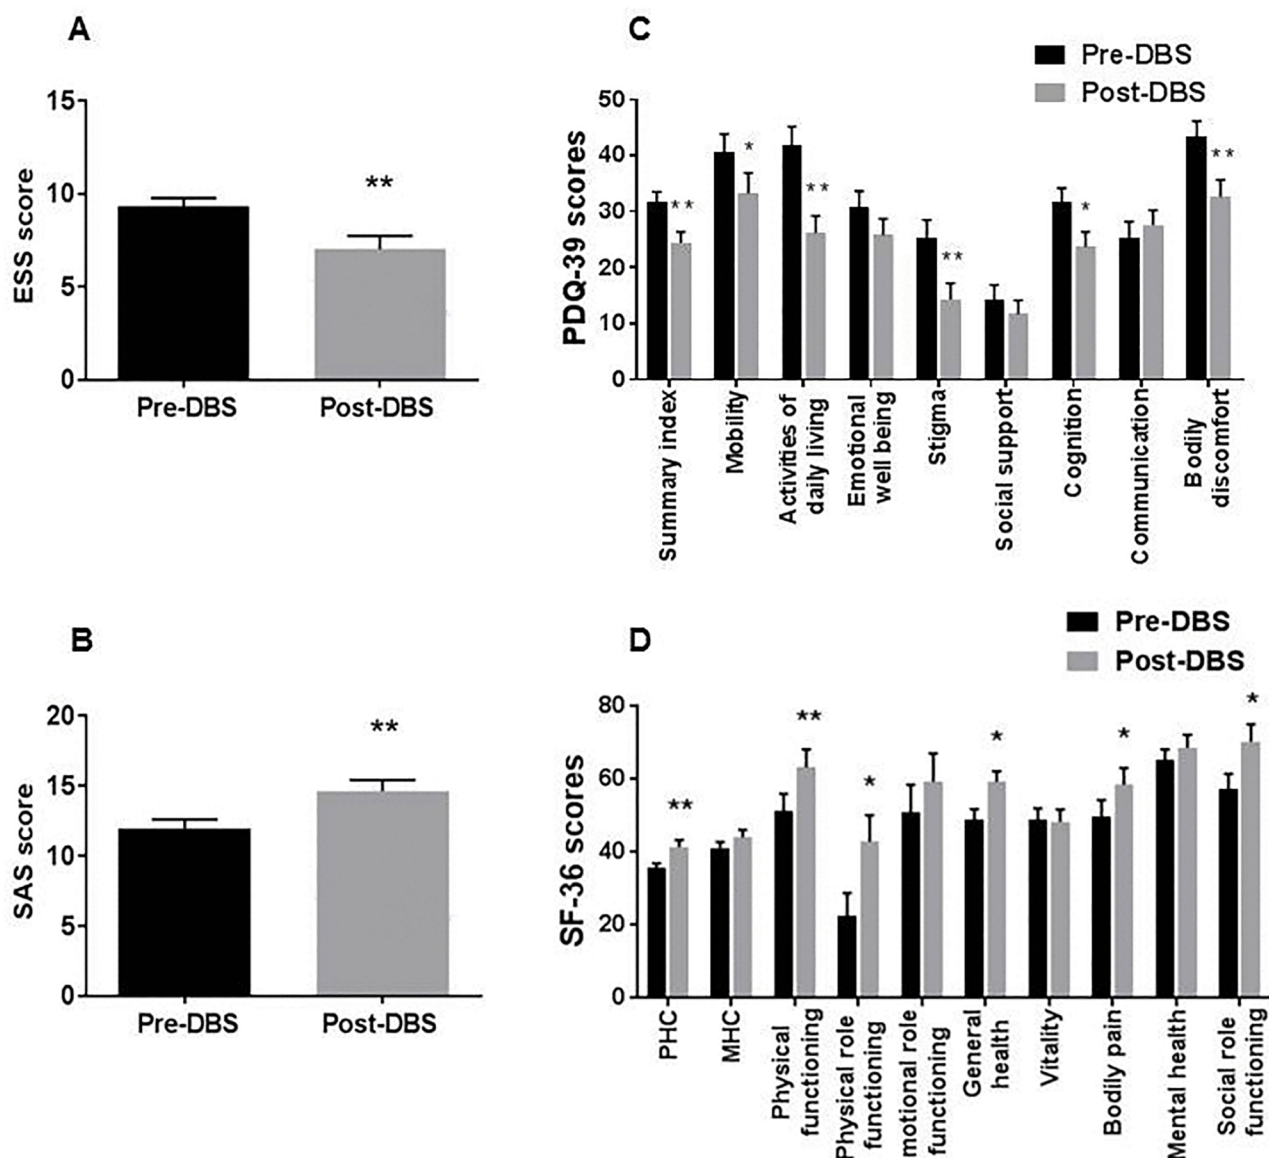 A
ESS score
15
10
5
0
**
Pre-DBS
Post-DBS
C
Pre-DBS
Post-DBS
PDQ-39 scores
50
40
30
20
10
0
**
*
**
**
*
**
Summary index
Mobility
Activities of
daily living
Emotional
well being
Stigma
Social support
Cognition
Communication
Bodily
discomfort
B
SAS score
20
15
10
5
0
**
Pre-DBS
Post-DBS
D
Pre-DBS
Post-DBS
SF-36 scores
80
60
40
20
0
**
**
*
*
*
*
PHC
MHC
Physical
functioning
Physical role
functioning
motional role
functioning
General
health
Vitality
Bodily pain
Mental health
Social role
functioning